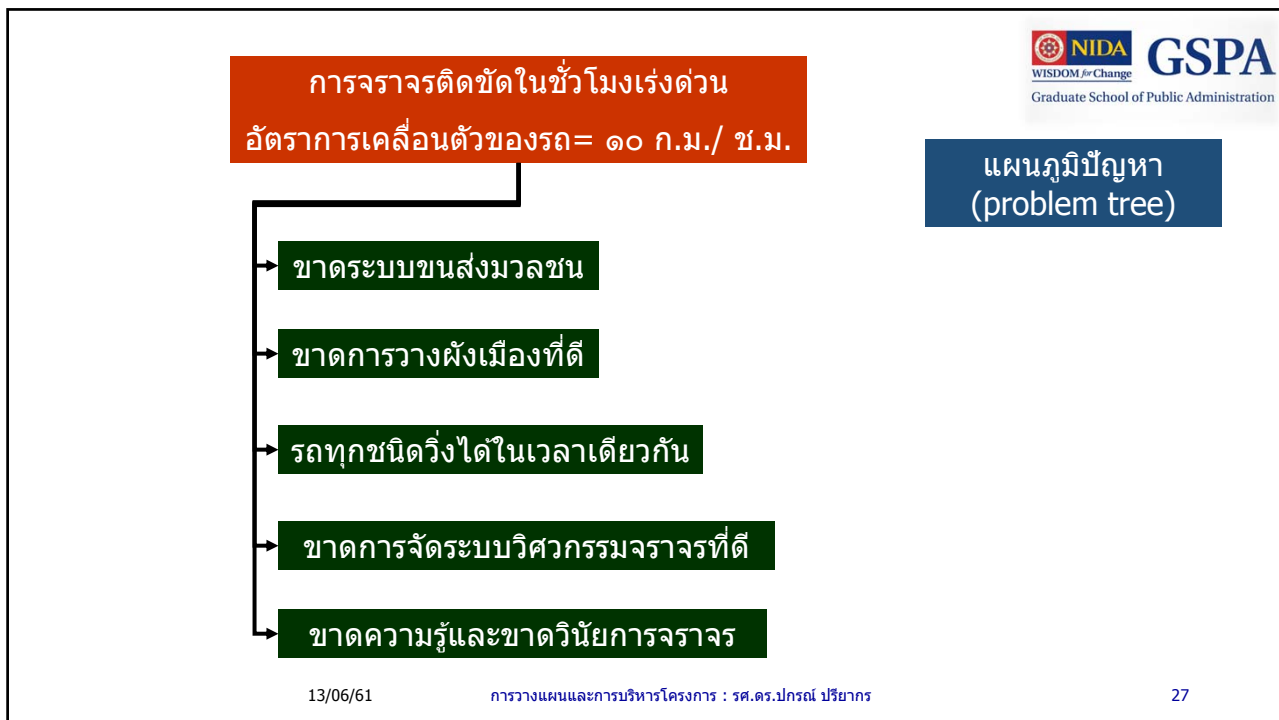 การจราจรติดขัดในชั่วโมงเร่งด่วน
อัตราการเคลื่อนตัวของรถ= ๑๐ ก.ม./ ช.ม.
NIDA
WISDOM for Change
GSPA
Graduate School of Public Administration
แผนภูมิปัญหา
(problem tree)
ขาดระบบขนส่งมวลชน
ขาดการวางผังเมืองที่ดี
รถทุกชนิดวิ่งได้ในเวลาเดียวกัน
ขาดการจัดระบบวิศวกรรมจราจรที่ดี
ขาดความรู้และขาดวินัยการจราจร
13/06/61
การวางแผนและการบริหารโครงการ : รศ.ดร.ปกรณ์ ปรียากร
27